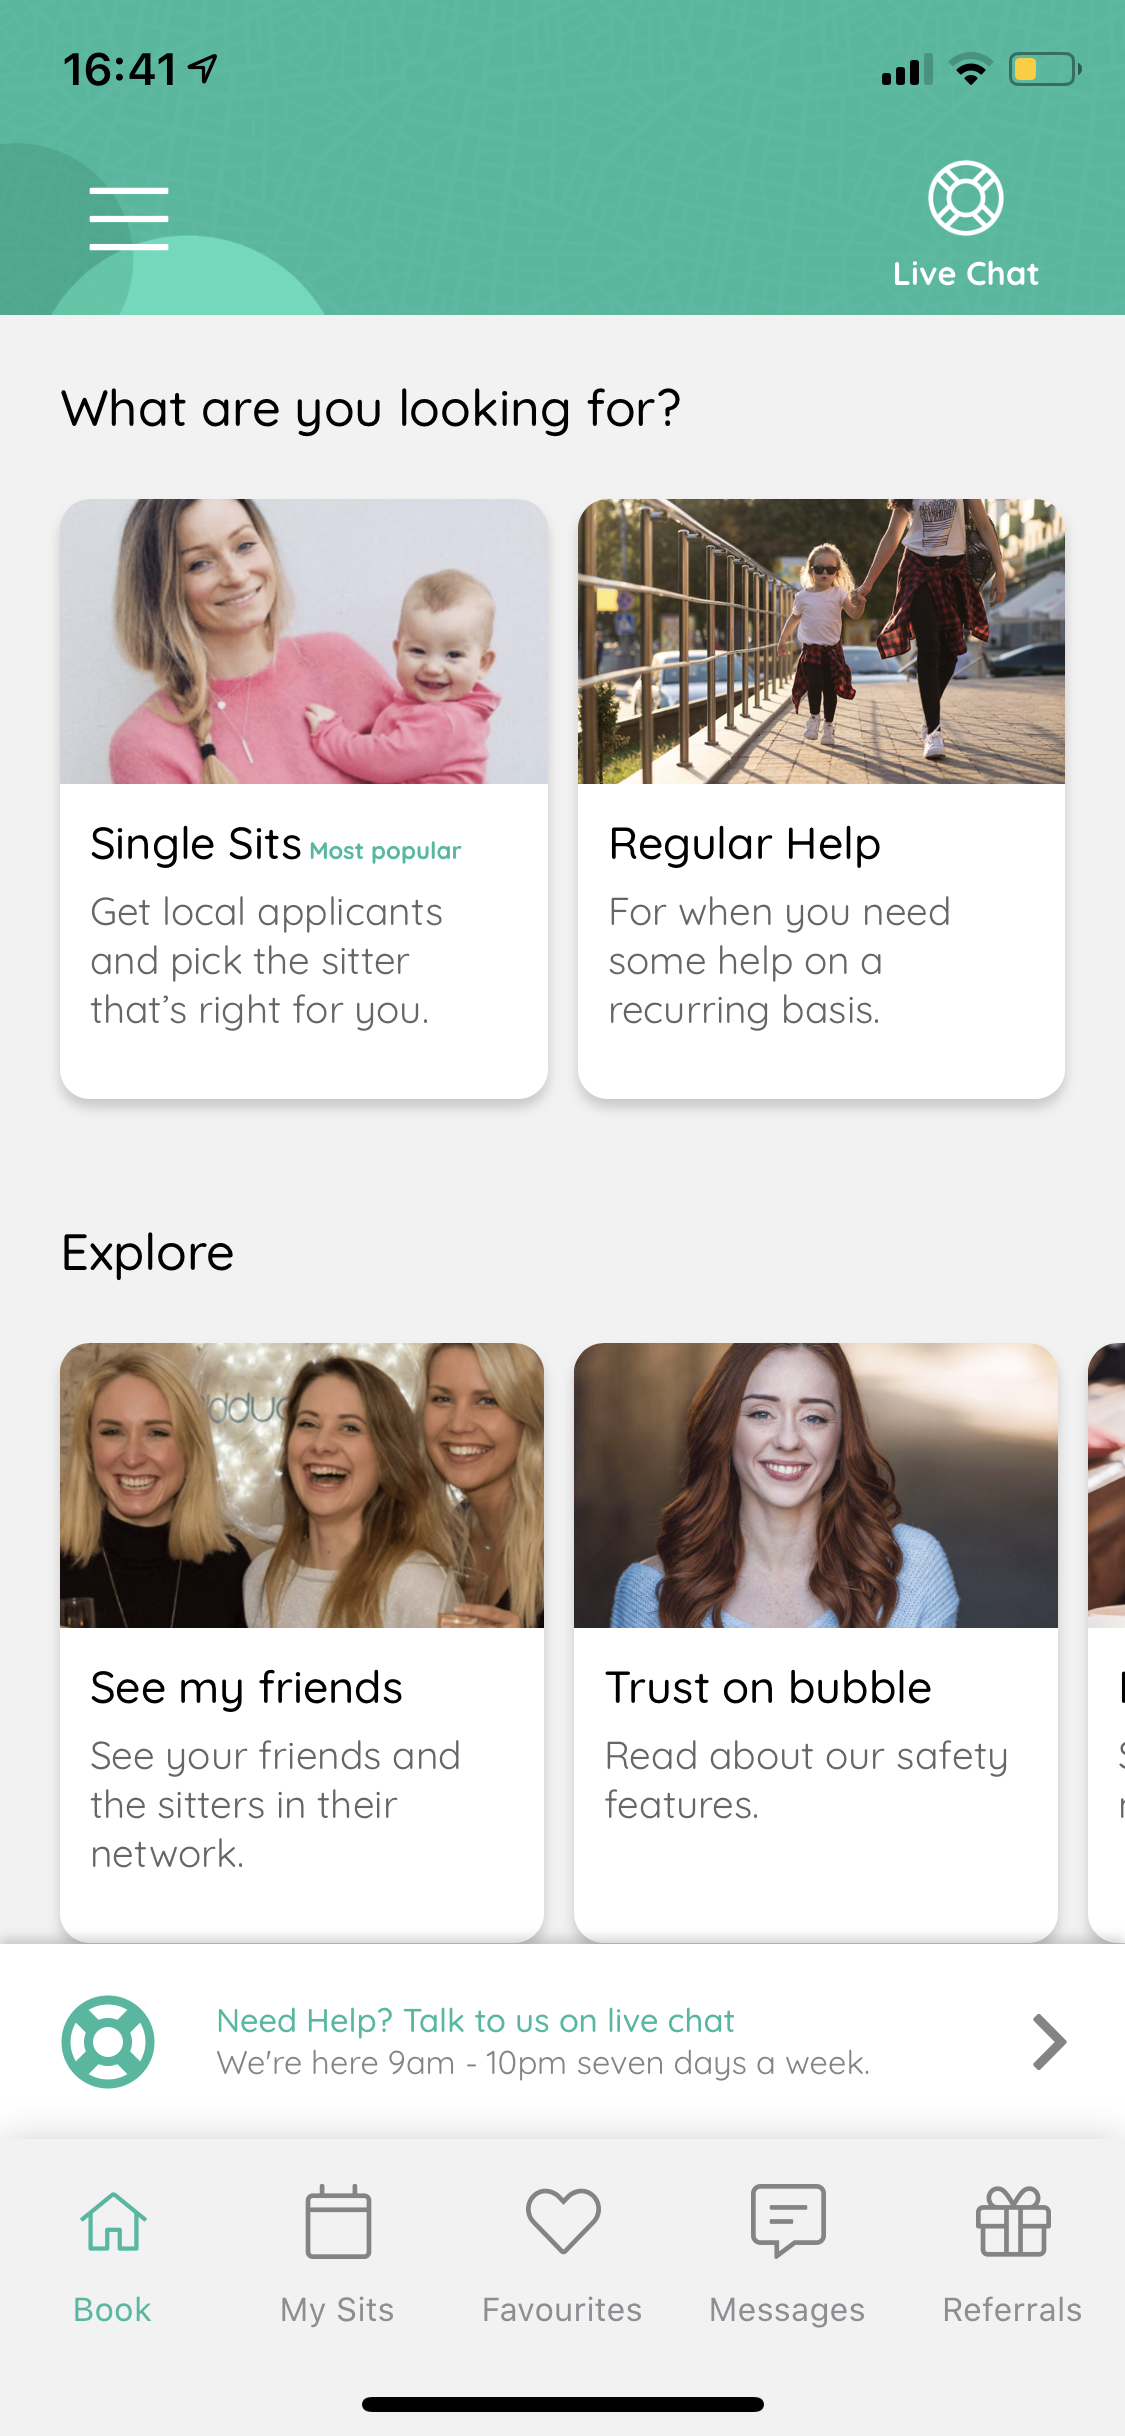 16:41
Live Chat
What are you looking for?
Single Sits Most popular
Get local applicants
and pick the sitter
that’s right for you.
Regular Help
For when you need
some help on a
recurring basis.
Explore
See my friends
See your friends and
the sitters in their
network.
Trust on bubble
Read about our safety
features.
Need Help? Talk to us on live chat
We're here 9am - 10pm seven days a week.
Book
My Sits
Favourites
Messages
Referrals